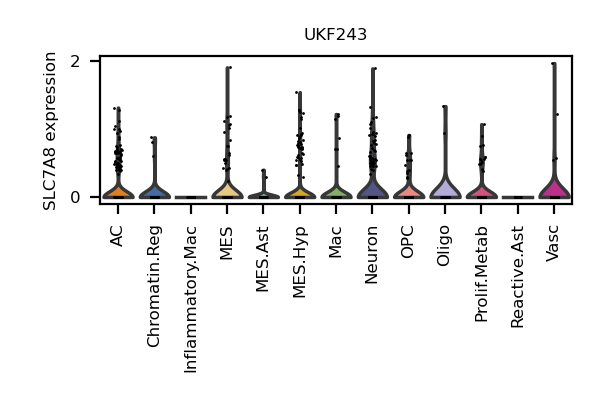 UKF243
SLC7A8 expression
2
0
AC
Chromatin.Reg
Inflammatory.Mac
MES
MES.Ast
MES.Hyp
Mac
Neuron
OPC
Oligo
Prolif.Metab
Reactive.Ast
Vasc